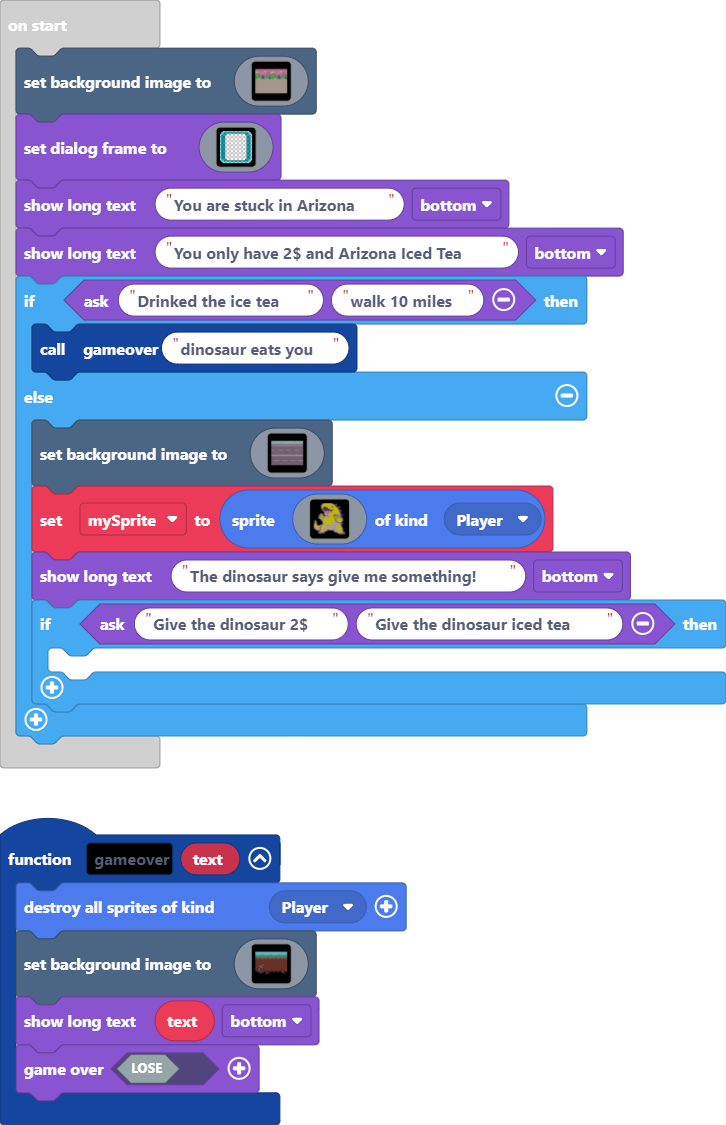 on start
set background image to
set dialog frame to
show long text "You are stuck in Arizona" bottom
show long text "You only have 2$ and Arizona Iced Tea" bottom
if ask "Drinked the ice tea" "walk 10 miles" then
call gameover "dinosaur eats you"
else
set background image to
set mySprite to sprite of kind Player
show long text "The dinosaur says give me something!" bottom
if ask "Give the dinosaur 2$" "Give the dinosaur iced tea" then
function gameover text
destroy all sprites of kind Player
set background image to
show long text text bottom
game over LOSE